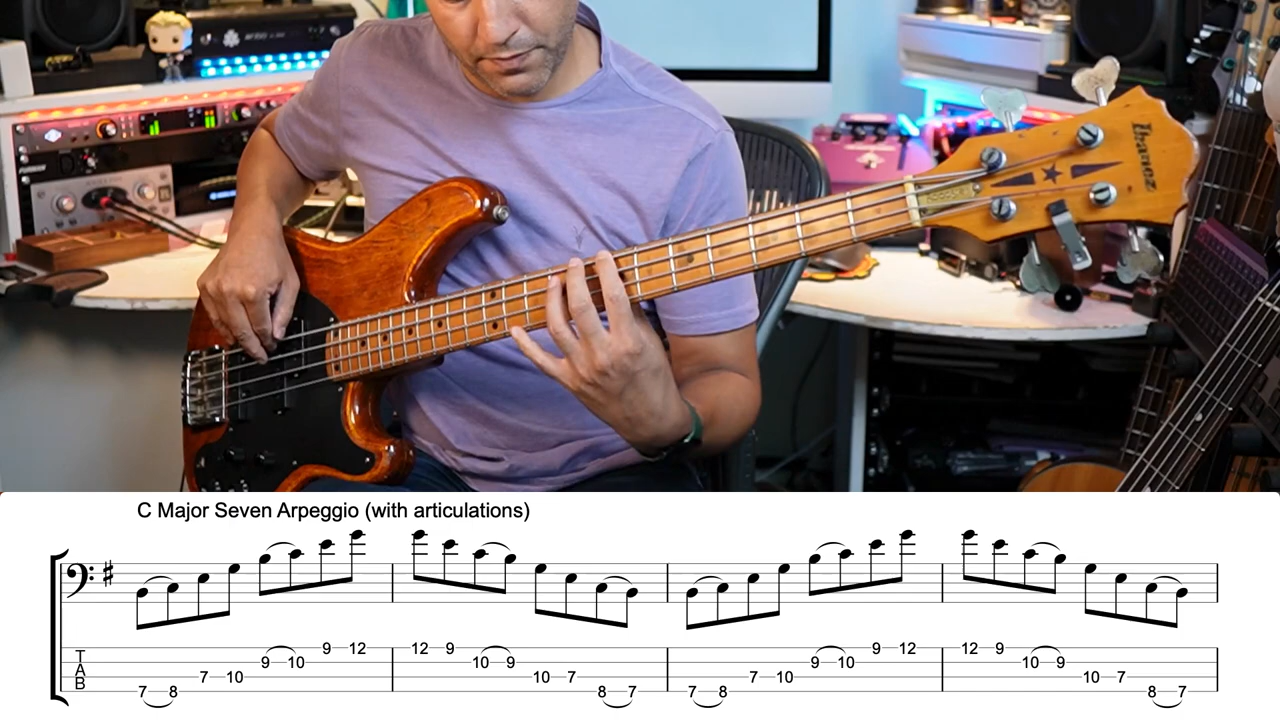 Ibanez
C Major Seven Arpeggio (with articulations)
T 7 8 7 10 9 10 9 12 12 9 10 9 10 7 8 7 7 8 7 10 9 10 9 12 12 9 10 9 10 7 8 7
A
B